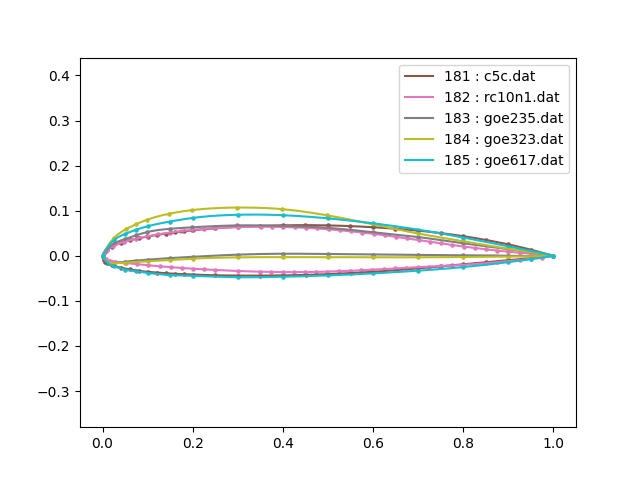 0.4
0.3
0.2
0.1
0.0
−0.1
−0.2
−0.3
0.0 0.2 0.4 0.6 0.8 1.0
181 : c5c.dat
182 : rc10n1.dat
183 : goe235.dat
184 : goe323.dat
185 : goe617.dat